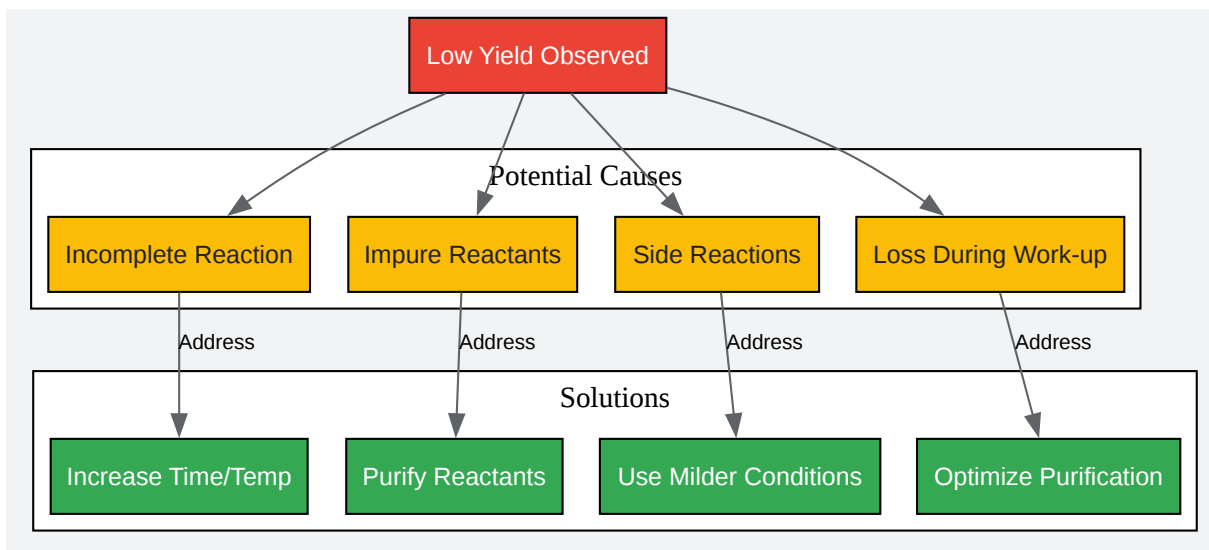 Low Yield Observed
Potential Causes
Incomplete Reaction
Impure Reactants
Side Reactions
Loss During Work-up
Address
Address
Address
Address
Solutions
Increase Time/Temp
Purify Reactants
Use Milder Conditions
Optimize Purification